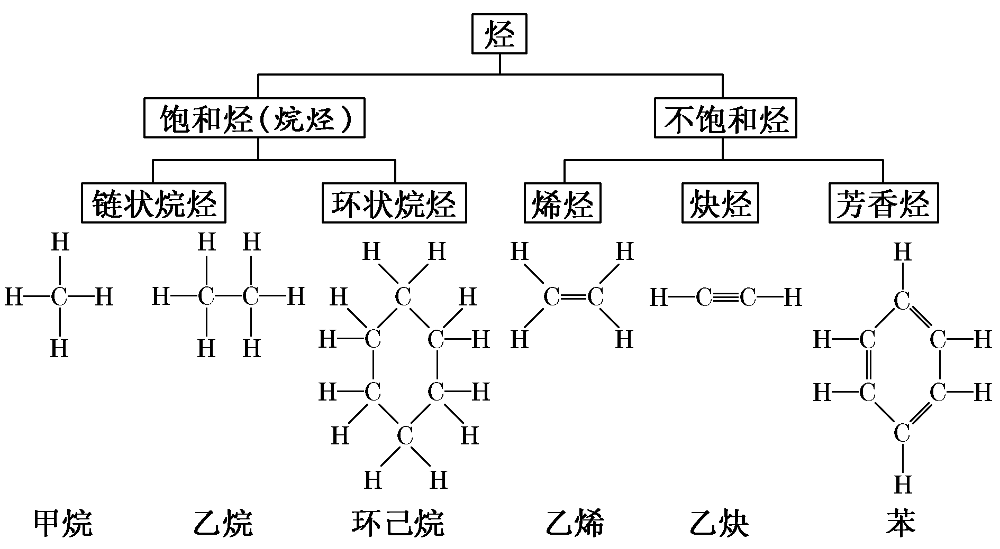 烃
饱和烃(烷烃)
不饱和烃
链状烷烃
环状烷烃
烯烃
炔烃
芳香烃
H H H H H H H H
H—C—H H—C—C—H C H H C=C H—C≡C—H C
H C C H H H H C C H
H H H
H C C H H C C H
H C H C
H H H
甲烷 乙烷 环己烷 乙烯 乙炔 苯